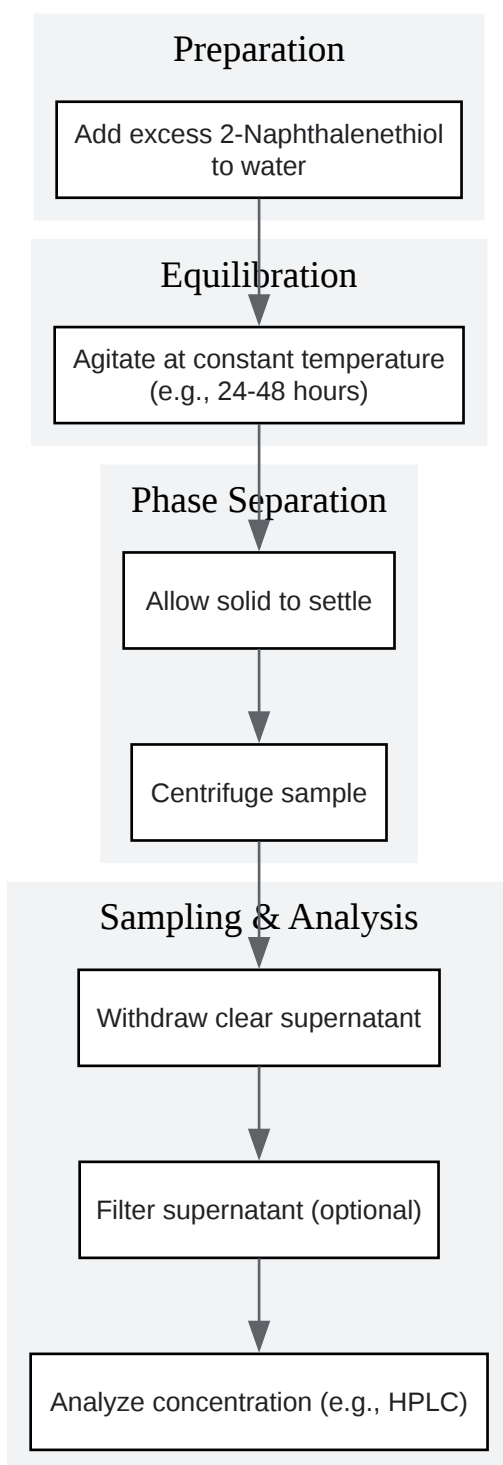 Preparation
Add excess 2-Naphthalenethiol
to water
Equilibration
Agitate at constant temperature
(e.g., 24-48 hours)
Phase Separation
Allow solid to settle
Centrifuge sample
Sampling & Analysis
Withdraw clear supernatant
Filter supernatant (optional)
Analyze concentration (e.g., HPLC)